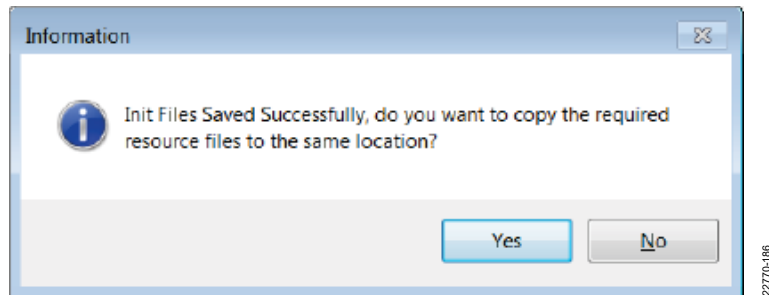 Information
Init Files Saved Successfully, do you want to copy the required
resource files to the same location?
Yes
No
22770-186